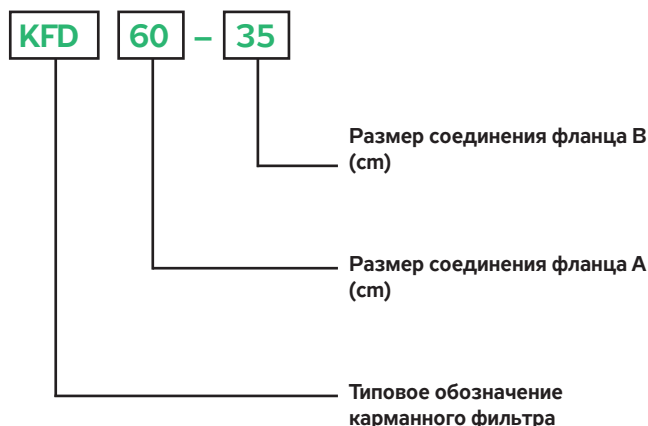 KFD 60 – 35
Размер соединения фланца B
(cm)
Размер соединения фланца A
(cm)
Типовое обозначение
карманного фильтра